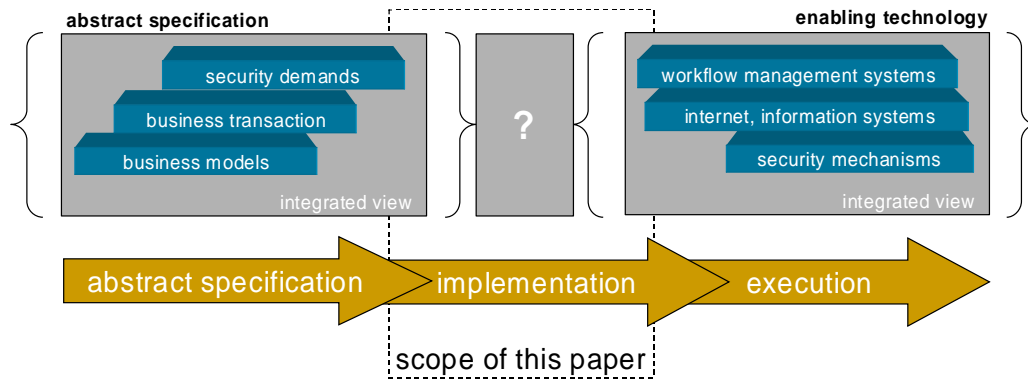 abstract specification
enabling technology
security demands
business transaction
business models
integrated view
?
workflow management systems
internet, information systems
security mechanisms
integrated view
abstract specification
implementation
execution
scope of this paper